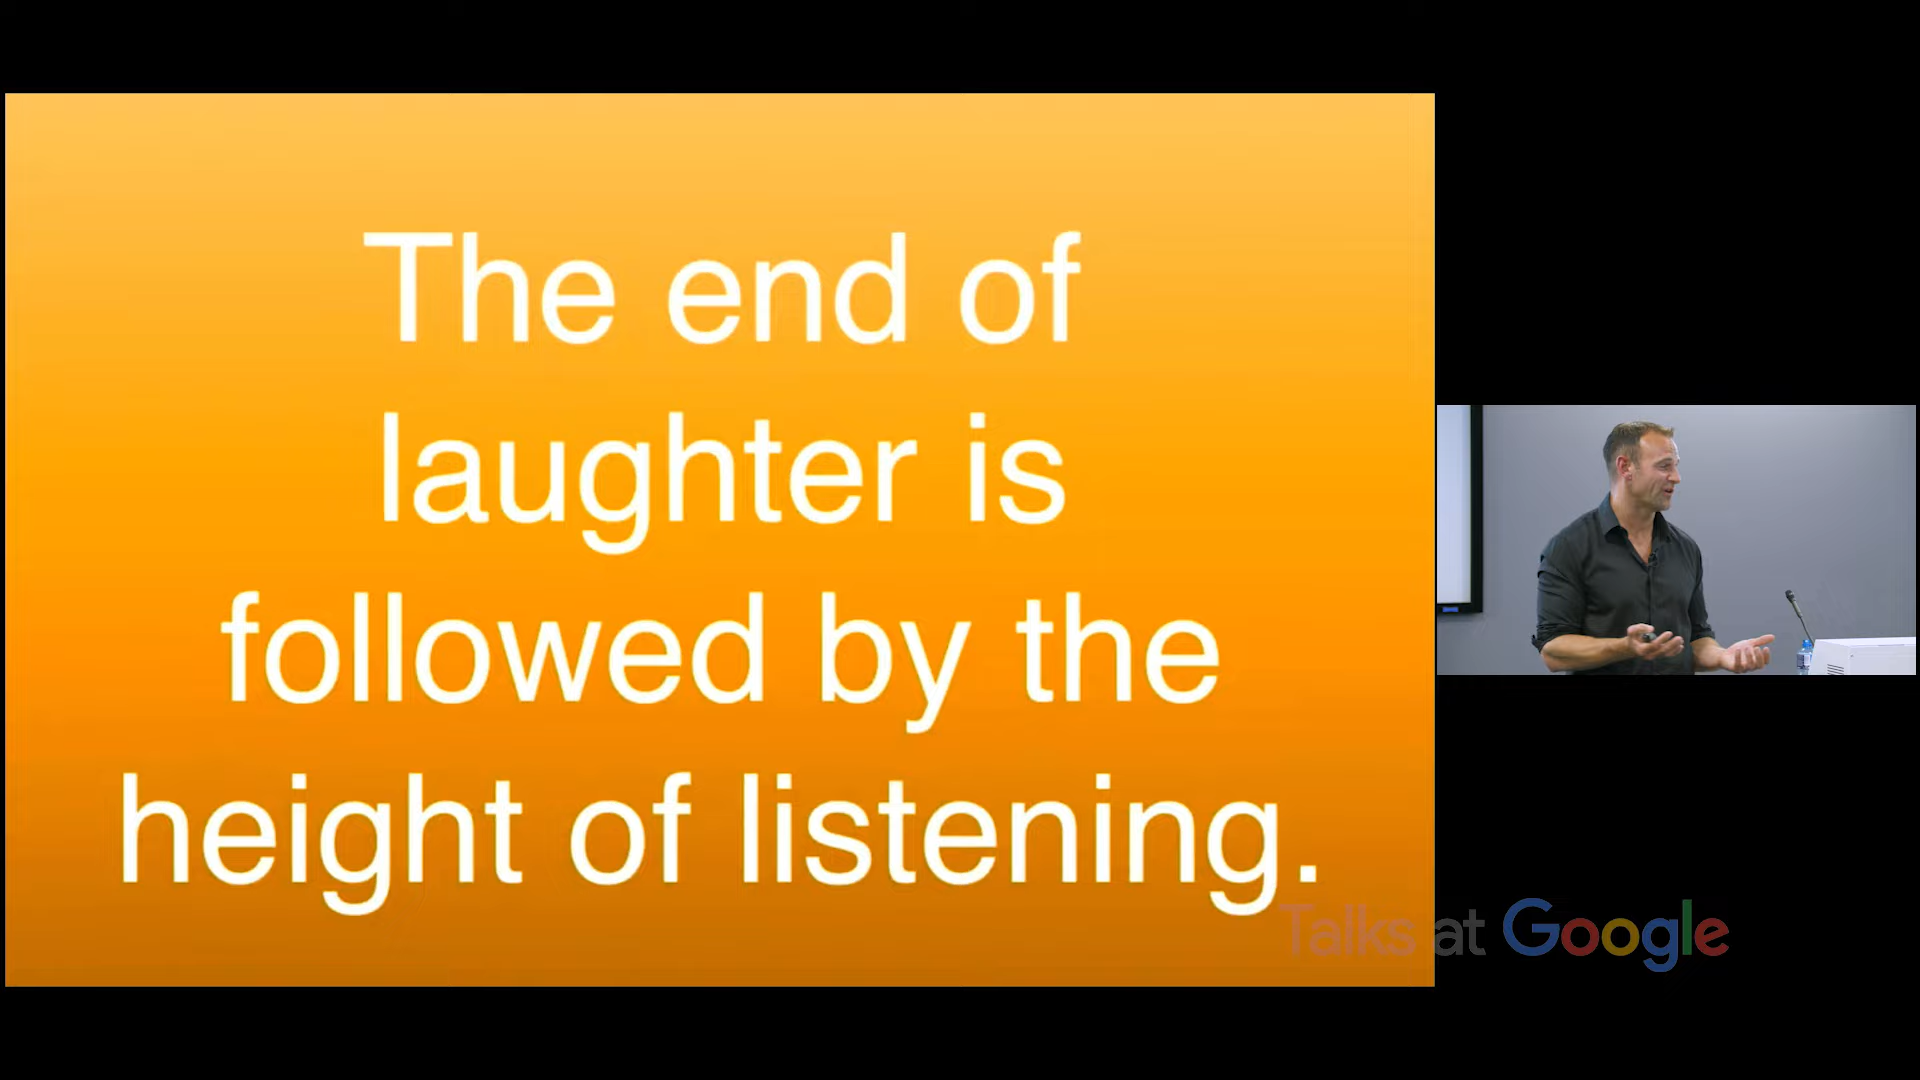 The end of
laughter is
followed by the
height of listening.
Talks at Google